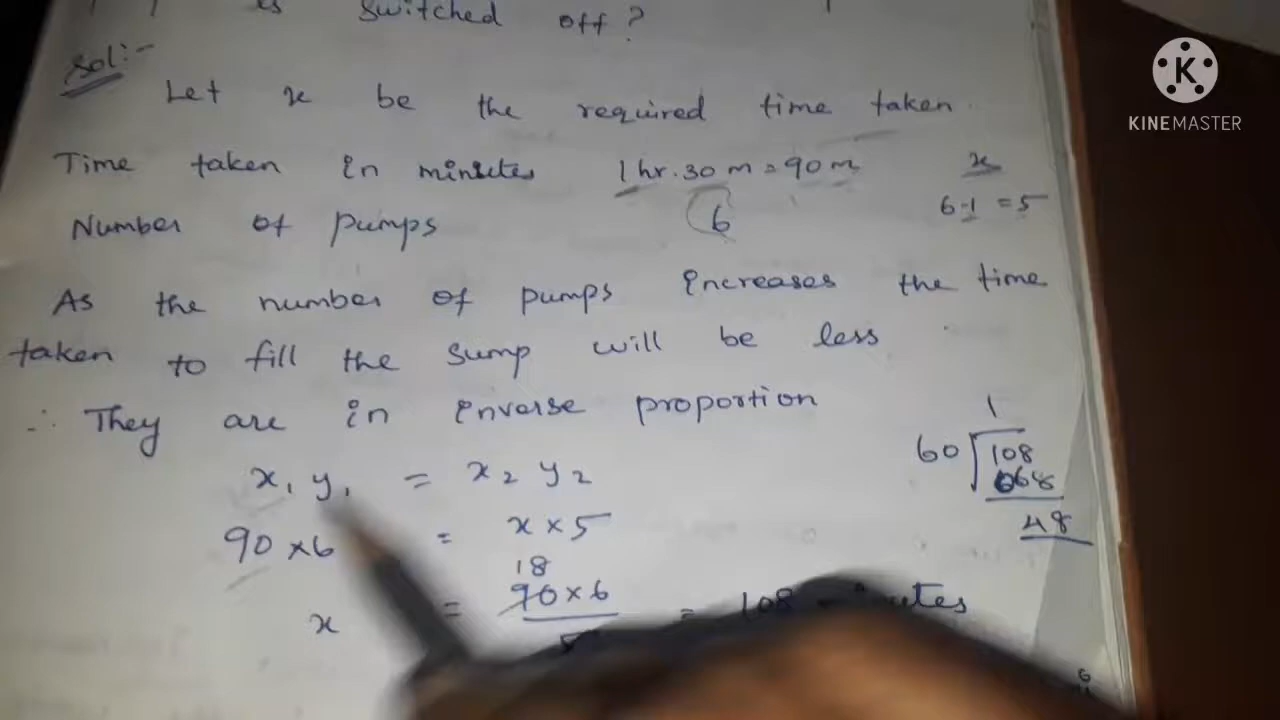 is switched off?
Sol:-
Let x be the required time taken
Time taken in minutes 1 hr. 30 m = 90 m x
Number of pumps 6 6-1 = 5
As the number of pumps increases the time
taken to fill the sump will be less
∴ They are in inverse proportion
x₁ y₁ = x₂ y₂
90 × 6 = x × 5
18
x = 90 × 6 / 5 = 108 minutes
1
60 108
48
K
KINEMASTER